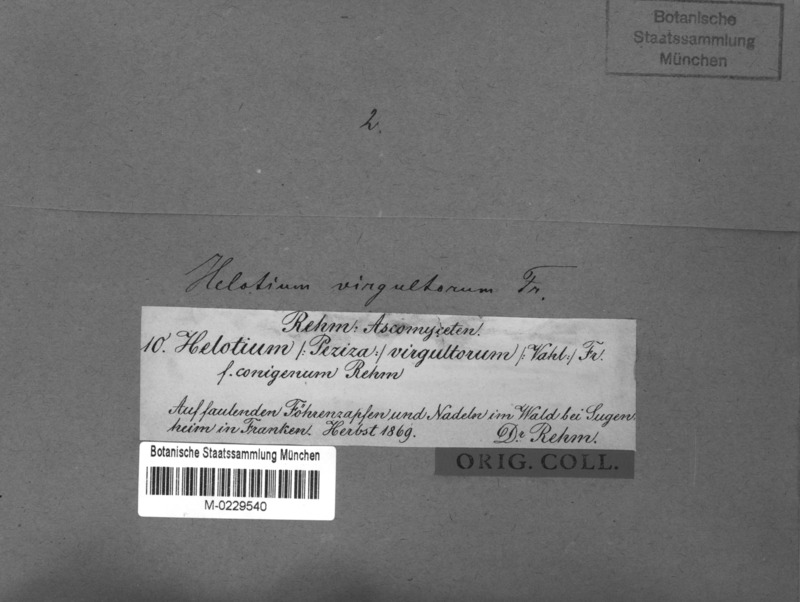 Botanische
Staatssammlung
München
2.
Helotium virgultorum Fr.
Rehm: Ascomyceten.
10. Helotium /: Peziza :/ virgultorum /: Vahl :/ Fr.
f. conigenum Rehm
Auf faulenden Föhrenzapfen und Nadeln im Wald bei Sugen
heim in Franken. Herbst 1869. Dr Rehm.
ORIG. COLL.
Botanische Staatssammlung München
M-0229540